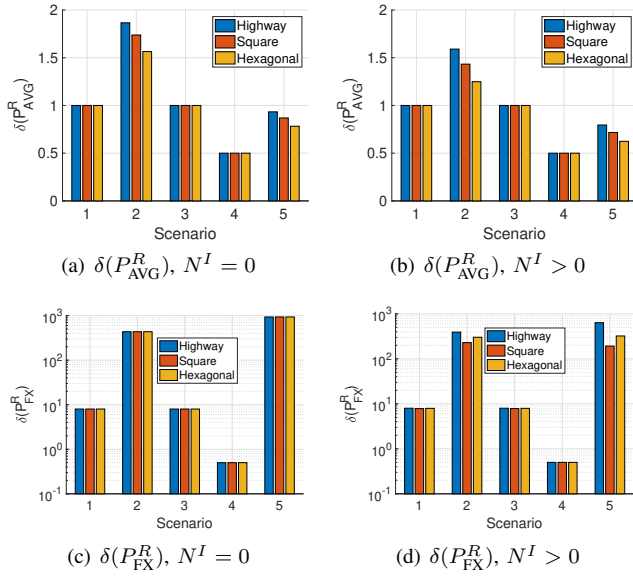 2
1.5
1
0.5
0
δ(P^R_AVG)
Highway
Square
Hexagonal
1 2 3 4 5
Scenario
(a) δ(P^R_AVG), N^I = 0
2
1.5
1
0.5
0
δ(P^R_AVG)
Highway
Square
Hexagonal
1 2 3 4 5
Scenario
(b) δ(P^R_AVG), N^I > 0
10^3
10^2
10^1
10^0
10^-1
δ(P^R_FX)
Highway
Square
Hexagonal
1 2 3 4 5
Scenario
(c) δ(P^R_FX), N^I = 0
10^3
10^2
10^1
10^0
10^-1
δ(P^R_FX)
Highway
Square
Hexagonal
1 2 3 4 5
Scenario
(d) δ(P^R_FX), N^I > 0